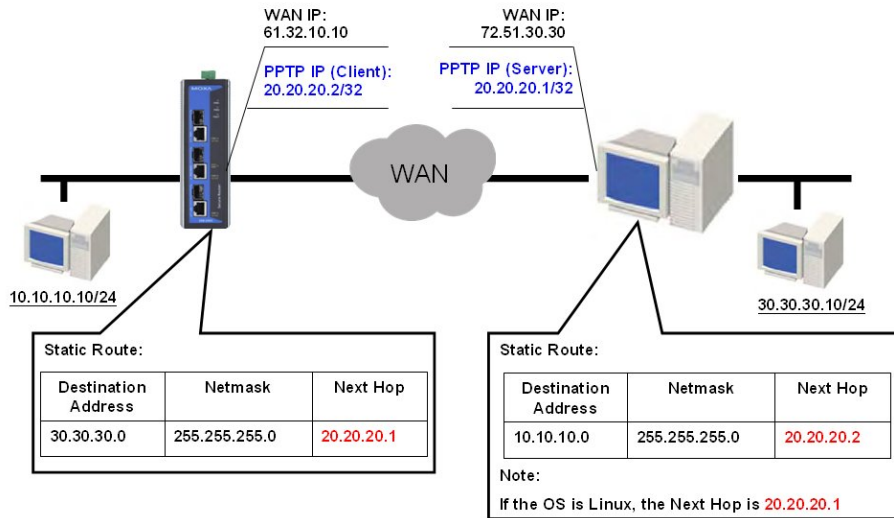 WAN IP:
61.32.10.10
PPTP IP (Client):
20.20.20.2/32
WAN IP:
72.51.30.30
PPTP IP (Server):
20.20.20.1/32
MOXA
WAN
10.10.10.10/24
30.30.30.10/24
Static Route:
Destination Address Netmask Next Hop
30.30.30.0 255.255.255.0 20.20.20.1
Static Route:
Destination Address Netmask Next Hop
10.10.10.0 255.255.255.0 20.20.20.2
Note:
If the OS is Linux, the Next Hop is 20.20.20.1